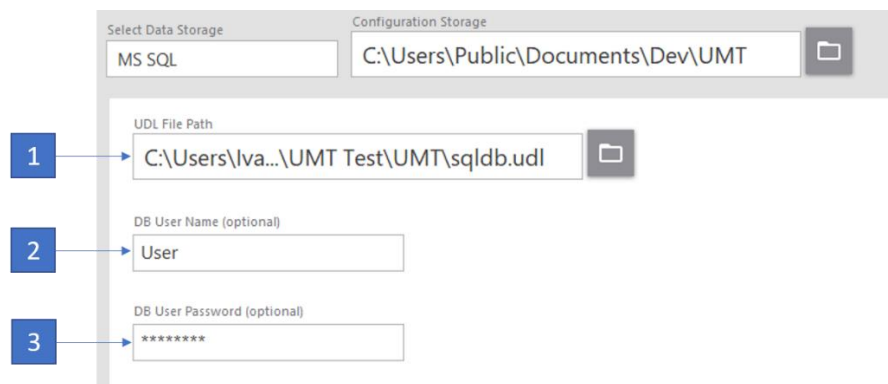 Select Data Storage
Configuration Storage
MS SQL
C:\Users\Public\Documents\Dev\UMT
UDL File Path
1
C:\Users\Iva...\UMT Test\UMT\sqldb.udl
DB User Name (optional)
2
User
DB User Password (optional)
3
********